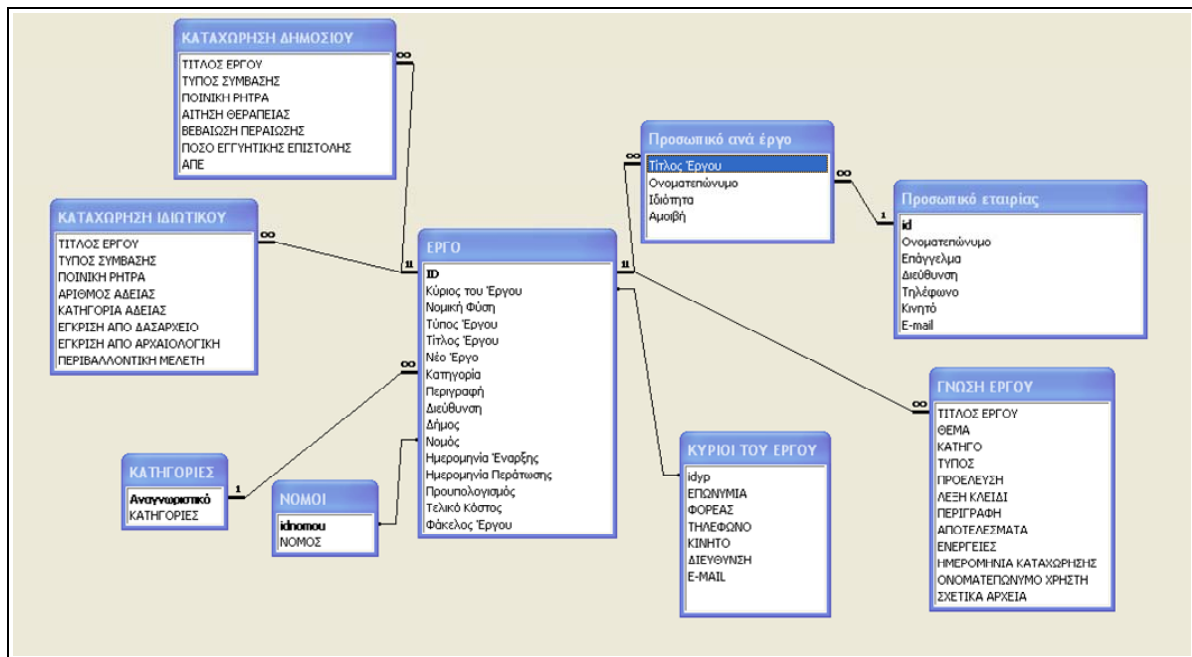 ΚΑΤΑΧΩΡΗΣΗ ΔΗΜΟΣΙΟΥ
ΤΙΤΛΟΣ ΕΡΓΟΥ
ΤΥΠΟΣ ΣΥΜΒΑΣΗΣ
ΠΟΙΝΙΚΗ ΡΗΤΡΑ
ΑΙΤΗΣΗ ΘΕΡΑΠΕΙΑΣ
ΒΕΒΑΙΩΣΗ ΠΕΡΑΙΩΣΗΣ
ΠΟΣΟ ΕΓΓΥΗΤΙΚΗΣ ΕΠΙΣΤΟΛΗΣ
ΑΠΕ
∞
ΚΑΤΑΧΩΡΗΣΗ ΙΔΙΩΤΙΚΟΥ
ΤΙΤΛΟΣ ΕΡΓΟΥ
ΤΥΠΟΣ ΣΥΜΒΑΣΗΣ
ΠΟΙΝΙΚΗ ΡΗΤΡΑ
ΑΡΙΘΜΟΣ ΑΔΕΙΑΣ
ΚΑΤΗΓΟΡΙΑ ΑΔΕΙΑΣ
ΕΓΚΡΙΣΗ ΑΠΟ ΔΑΣΑΡΧΕΙΟ
ΕΓΚΡΙΣΗ ΑΠΟ ΑΡΧΑΙΟΛΟΓΙΚΗ
ΠΕΡΙΒΑΛΛΟΝΤΙΚΗ ΜΕΛΕΤΗ
∞
ΚΑΤΗΓΟΡΙΕΣ
Αναγνωριστικό
ΚΑΤΗΓΟΡΙΕΣ
1
ΝΟΜΟΙ
idnomou
ΝΟΜΟΣ
ΕΡΓΟ
ID
Κύριος του Έργου
Νομική Φύση
Τύπος Έργου
Τίτλος Έργου
Νέο Έργο
Κατηγορία
Περιγραφή
Διεύθυνση
Δήμος
Νομός
Ημερομηνία Έναρξης
Ημερομηνία Περάτωσης
Προυπολογισμός
Τελικό Κόστος
Φάκελος Έργου
11
∞
11
Προσωπικό ανά έργο
Τίτλος Έργου
Ονοματεπώνυμο
Ιδιότητα
Αμοιβή
∞
∞
Προσωπικό εταιρίας
id
Ονοματεπώνυμο
Επάγγελμα
Διεύθυνση
Τηλέφωνο
Κινητό
E-mail
1
ΚΥΡΙΟΙ ΤΟΥ ΕΡΓΟΥ
idyp
ΕΠΩΝΥΜΙΑ
ΦΟΡΕΑΣ
ΤΗΛΕΦΩΝΟ
ΚΙΝΗΤΟ
ΔΙΕΥΘΥΝΣΗ
E-MAIL
ΓΝΩΣΗ ΕΡΓΟΥ
ΤΙΤΛΟΣ ΕΡΓΟΥ
ΘΕΜΑ
ΚΑΤΗΓΟ
ΤΥΠΟΣ
ΠΡΟΕΛΕΥΣΗ
ΛΕΞΗ ΚΛΕΙΔΙ
ΠΕΡΙΓΡΑΦΗ
ΑΠΟΤΕΛΕΣΜΑΤΑ
ΕΝΕΡΓΕΙΕΣ
ΗΜΕΡΟΜΗΝΙΑ ΚΑΤΑΧΩΡΗΣΗΣ
ΟΝΟΜΑΤΕΠΩΝΥΜΟ ΧΡΗΣΤΗ
ΣΧΕΤΙΚΑ ΑΡΧΕΙΑ
∞